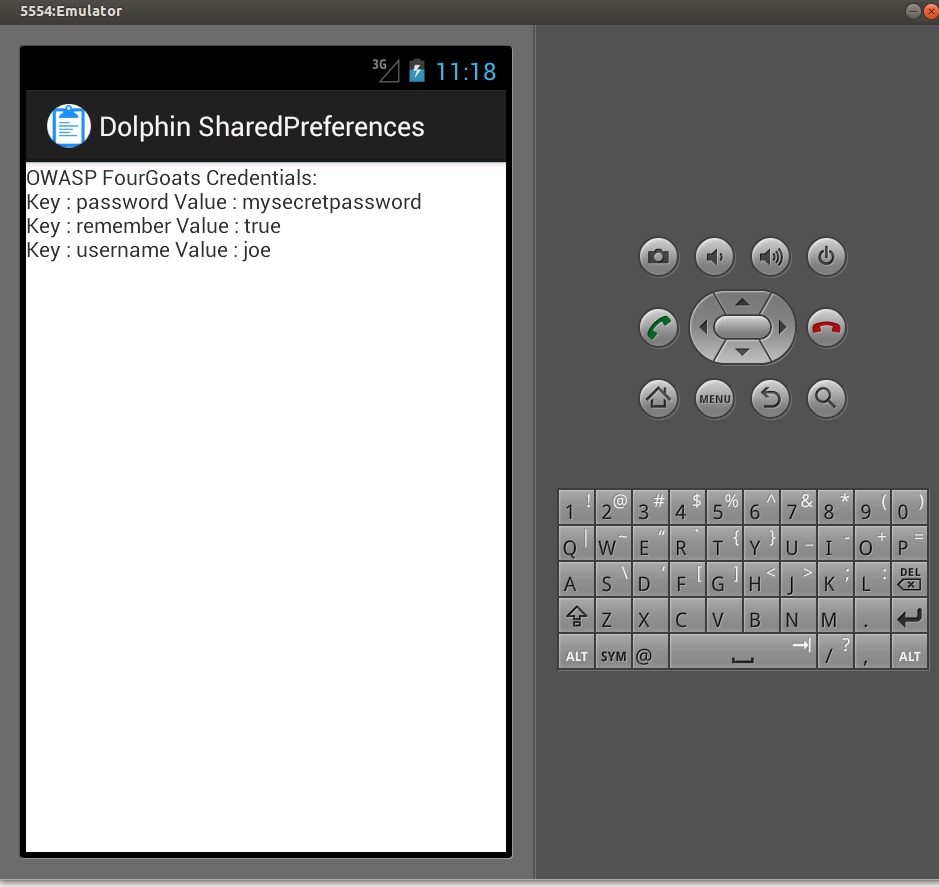 5554:Emulator
3G 11:18
Dolphin SharedPreferences
OWASP FourGoats Credentials:
Key : password Value : mysecretpassword
Key : remember Value : true
Key : username Value : joe
MENU
1 ! 2 @ 3 # 4 $ 5 % 6 ^ 7 & 8 * 9 ( 0 )
Q | W ~ E “ R ` T { Y } U _ I - O + P =
A S \ D ‘ F [ G ] H < J > K ; L : DEL
Z X C V B N M .
ALT SYM @ / ? , ALT